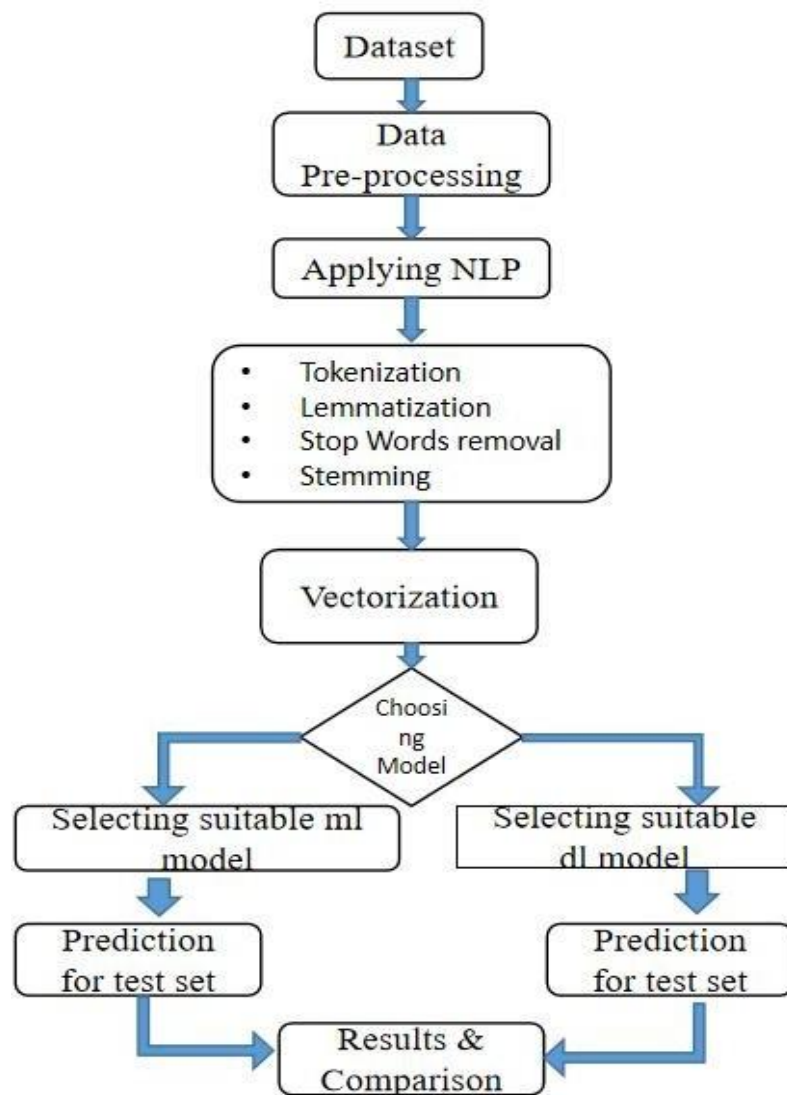 Dataset
Data
Pre-processing
Applying NLP
• Tokenization
• Lemmatization
• Stop Words removal
• Stemming
Vectorization
Choosi
ng
Model
Selecting suitable ml
model
Selecting suitable
dl model
Prediction
for test set
Prediction
for test set
Results &
Comparison